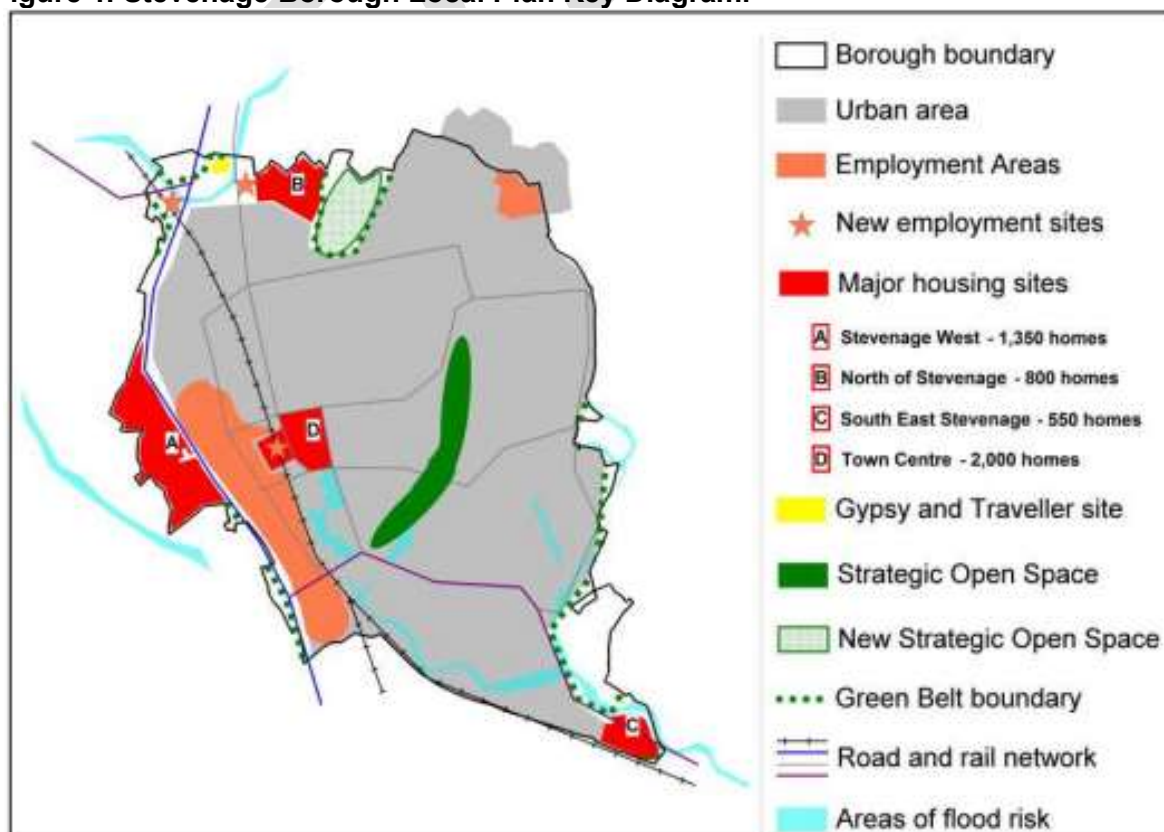 Stevenage Borough Local Plan Key Diagram.
B
D
A
C
Borough boundary
Urban area
Employment Areas
New employment sites
Major housing sites
A Stevenage West - 1,350 homes
B North of Stevenage - 800 homes
C South East Stevenage - 550 homes
D Town Centre - 2,000 homes
Gypsy and Traveller site
Strategic Open Space
New Strategic Open Space
Green Belt boundary
Road and rail network
Areas of flood risk